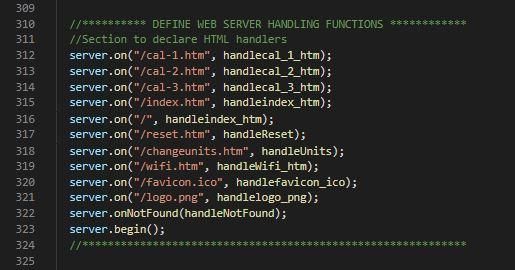 309
310 //********** DEFINE WEB SERVER HANDLING FUNCTIONS ************
311 //Section to declare HTML handlers
312 server.on("/cal-1.htm", handlecal_1_htm);
313 server.on("/cal-2.htm", handlecal_2_htm);
314 server.on("/cal-3.htm", handlecal_3_htm);
315 server.on("/index.htm", handleindex_htm);
316 server.on("/", handleindex_htm);
317 server.on("/reset.htm", handleReset);
318 server.on("/changeunits.htm", handleUnits);
319 server.on("/wifi.htm", handleWifi_htm);
320 server.on("/favicon.ico", handlefavicon_ico);
321 server.on("/logo.png", handlelogo_png);
322 server.onNotFound(handleNotFound);
323 server.begin();
324 //************************************************************
325